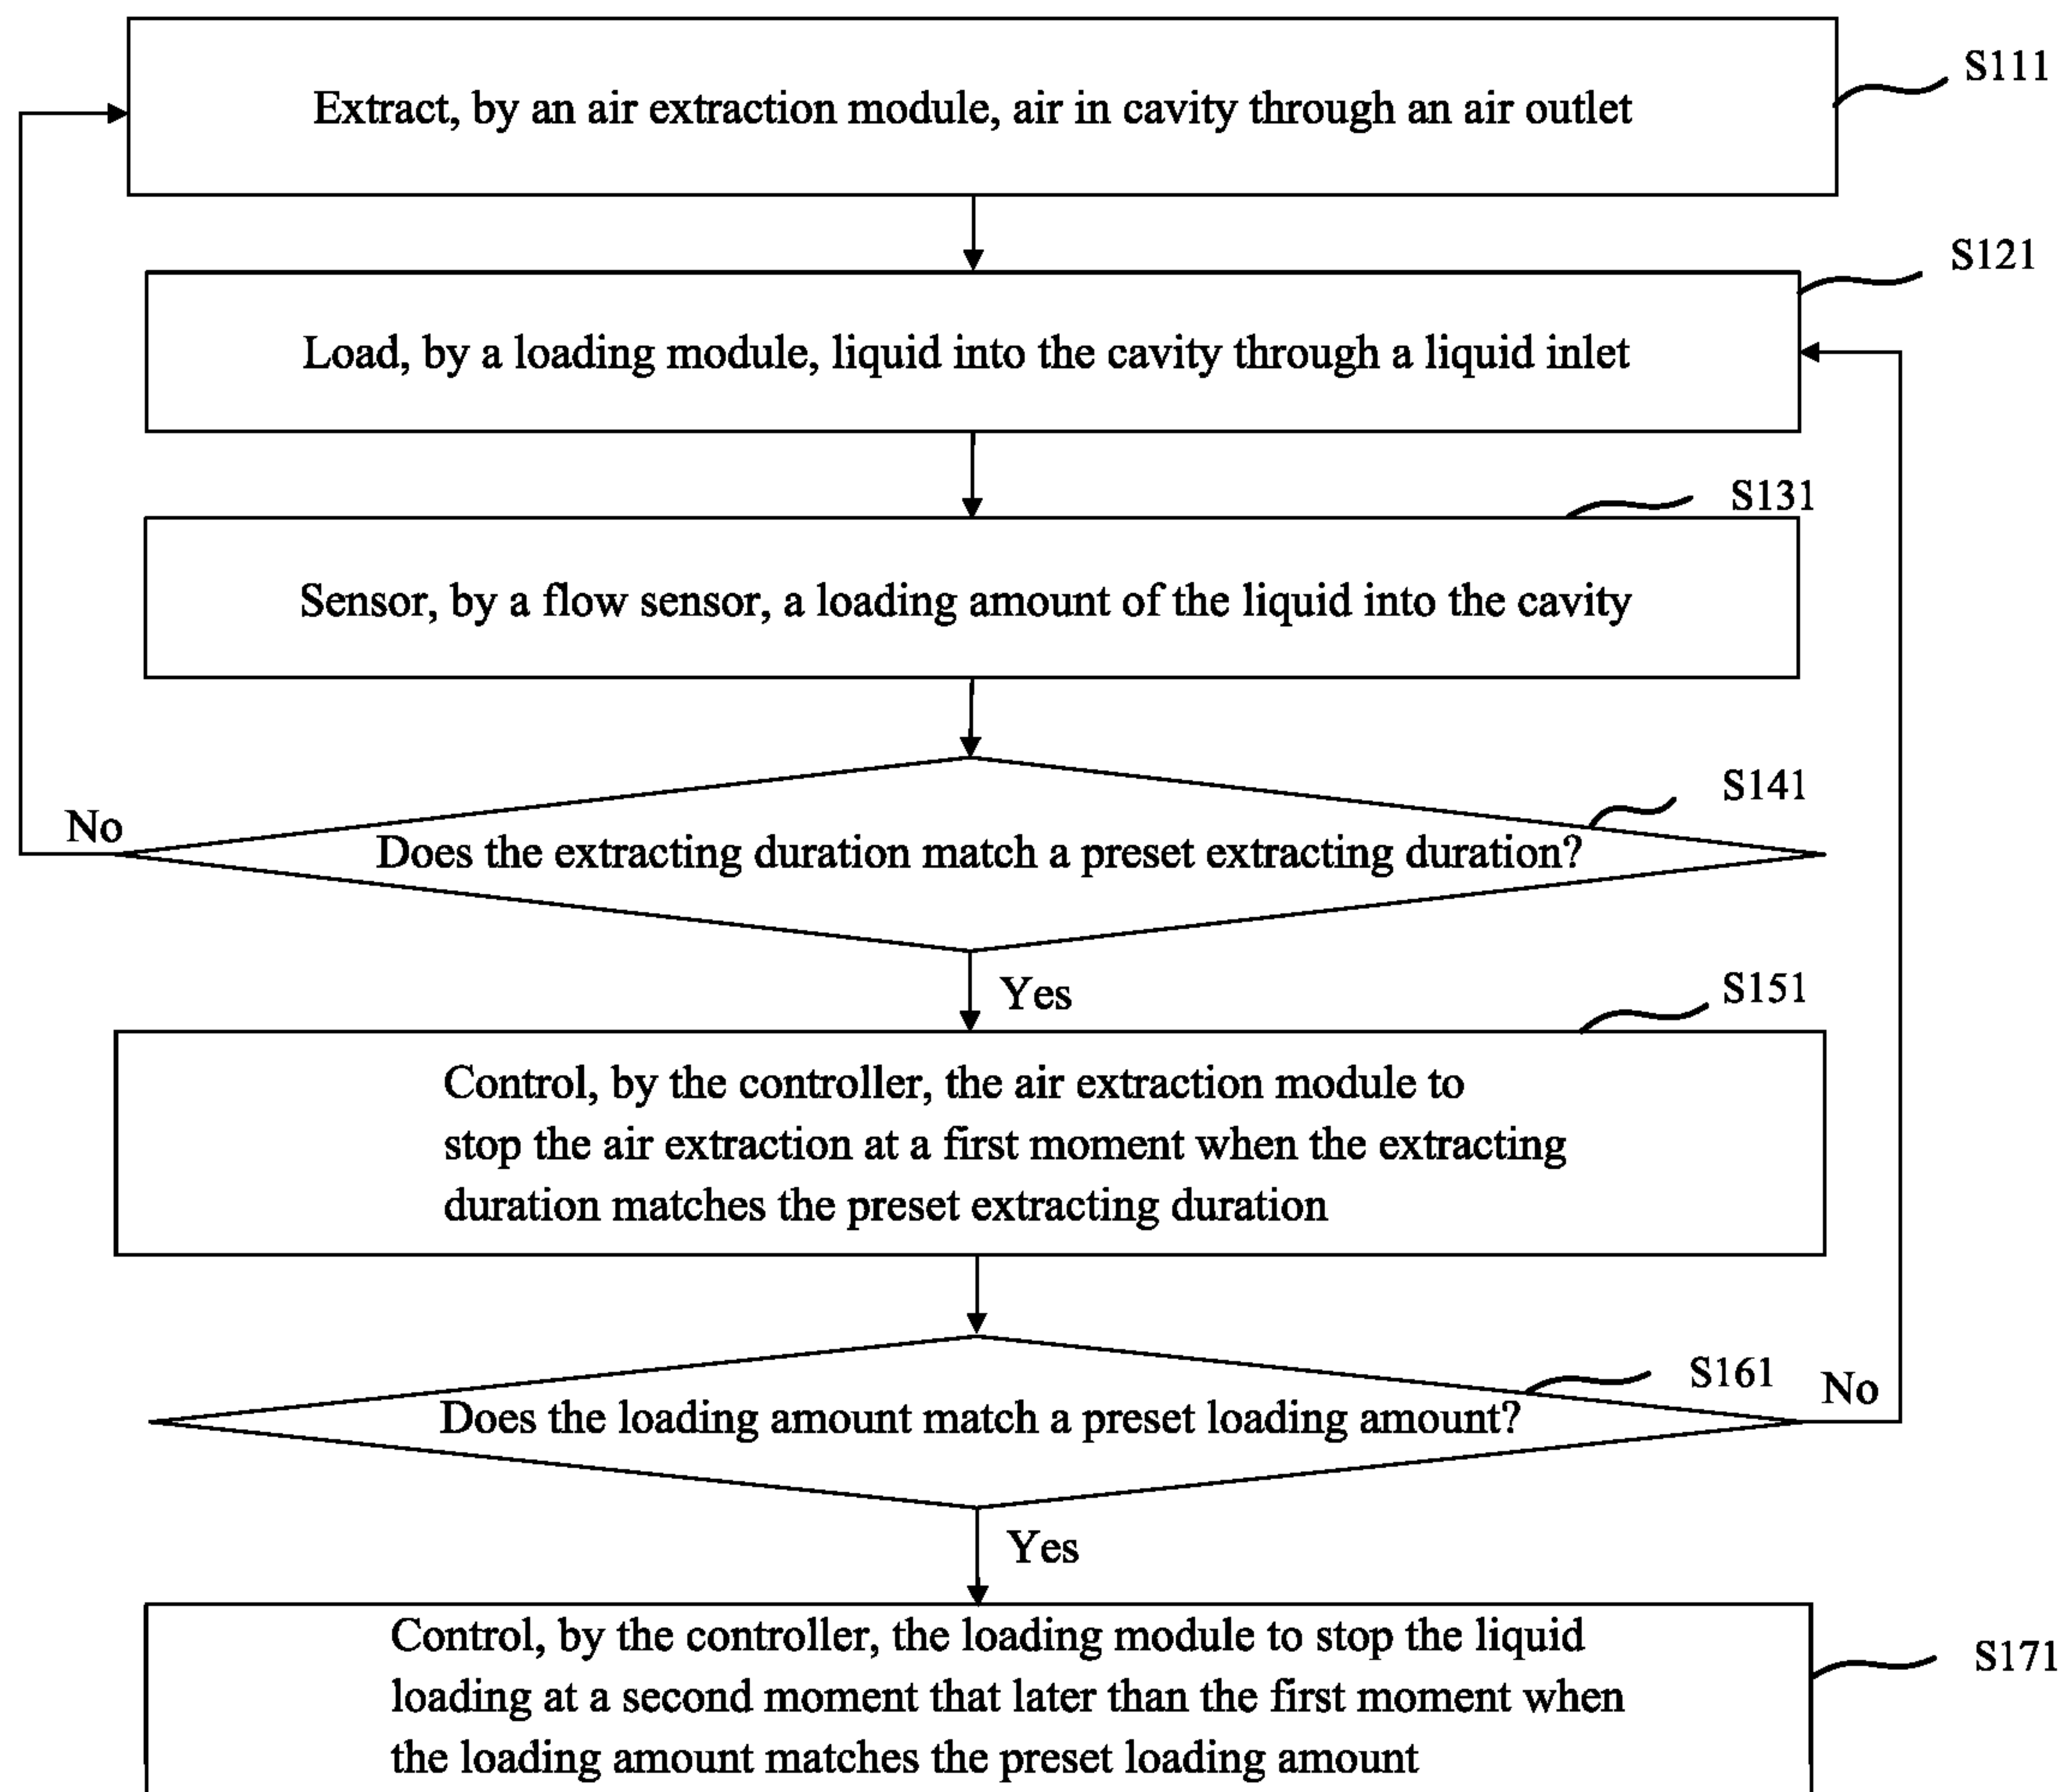 Extract, by an air extraction module, air in cavity through an air outlet
S111
Load, by a loading module, liquid into the cavity through a liquid inlet
S121
Sensor, by a flow sensor, a loading amount of the liquid into the cavity
S131
Does the extracting duration match a preset extracting duration?
S141
No
Yes
Control, by the controller, the air extraction module to
stop the air extraction at a first moment when the extracting
duration matches the preset extracting duration
S151
Does the loading amount match a preset loading amount?
S161
No
Yes
Control, by the controller, the loading module to stop the liquid
loading at a second moment that later than the first moment when
the loading amount matches the preset loading amount
S171